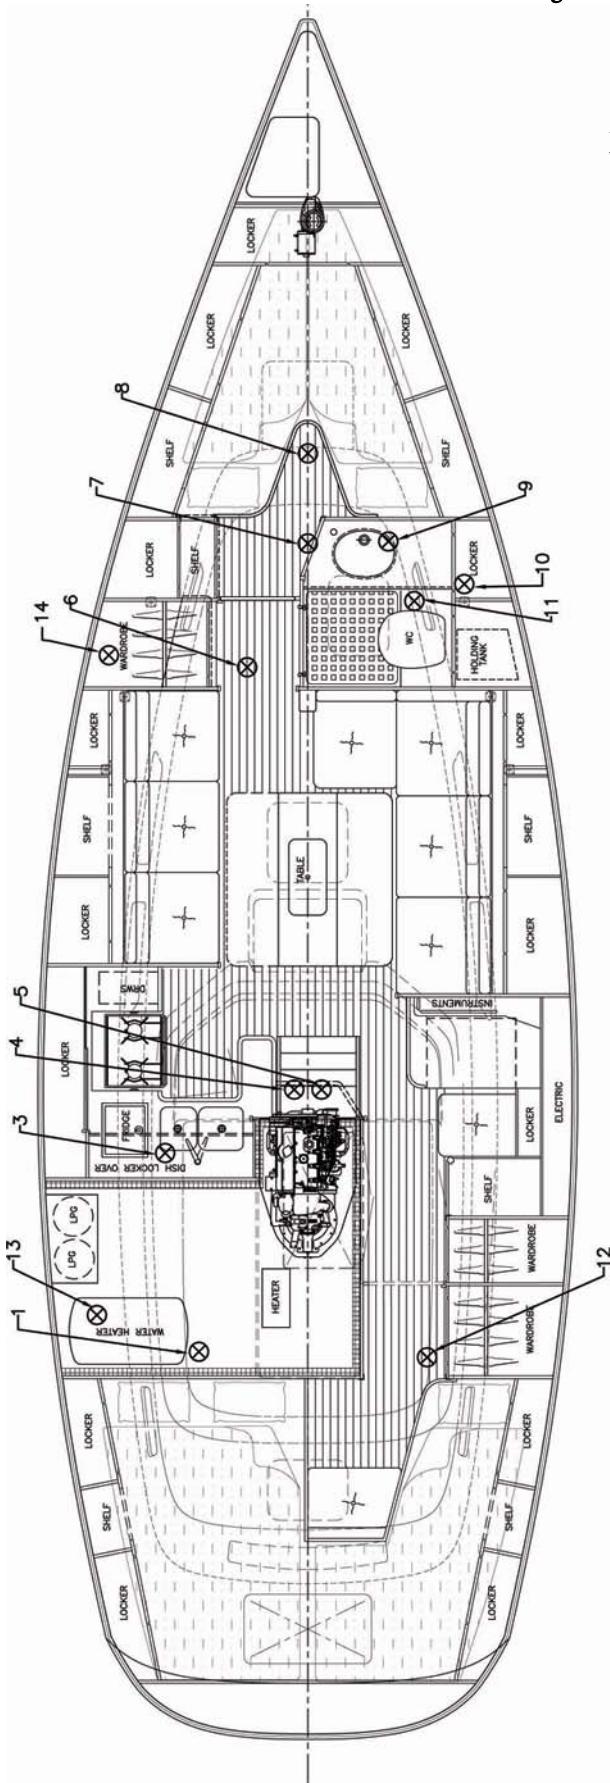 g
LOCKER
LOCKER
LOCKER
8
SHELF
SHELF
7
9
LOCKER
SHELF
LOCKER
10
14
6
11
WARDROBE
WC
HOLDING
TANK
LOCKER
LOCKER
SHELF
SHELF
TABLE
LOCKER
LOCKER
5
DRWS
INSTRUMENTS
4
LOCKER
3
FRIDGE
DISH LOCKER OVER
ELECTRIC
LOCKER
SHELF
LPG
LPG
13
HEATER
WATER HEATER
1
12
WARDROBE
WARDROBE
LOCKER
LOCKER
SHELF
SHELF
LOCKER
LOCKER